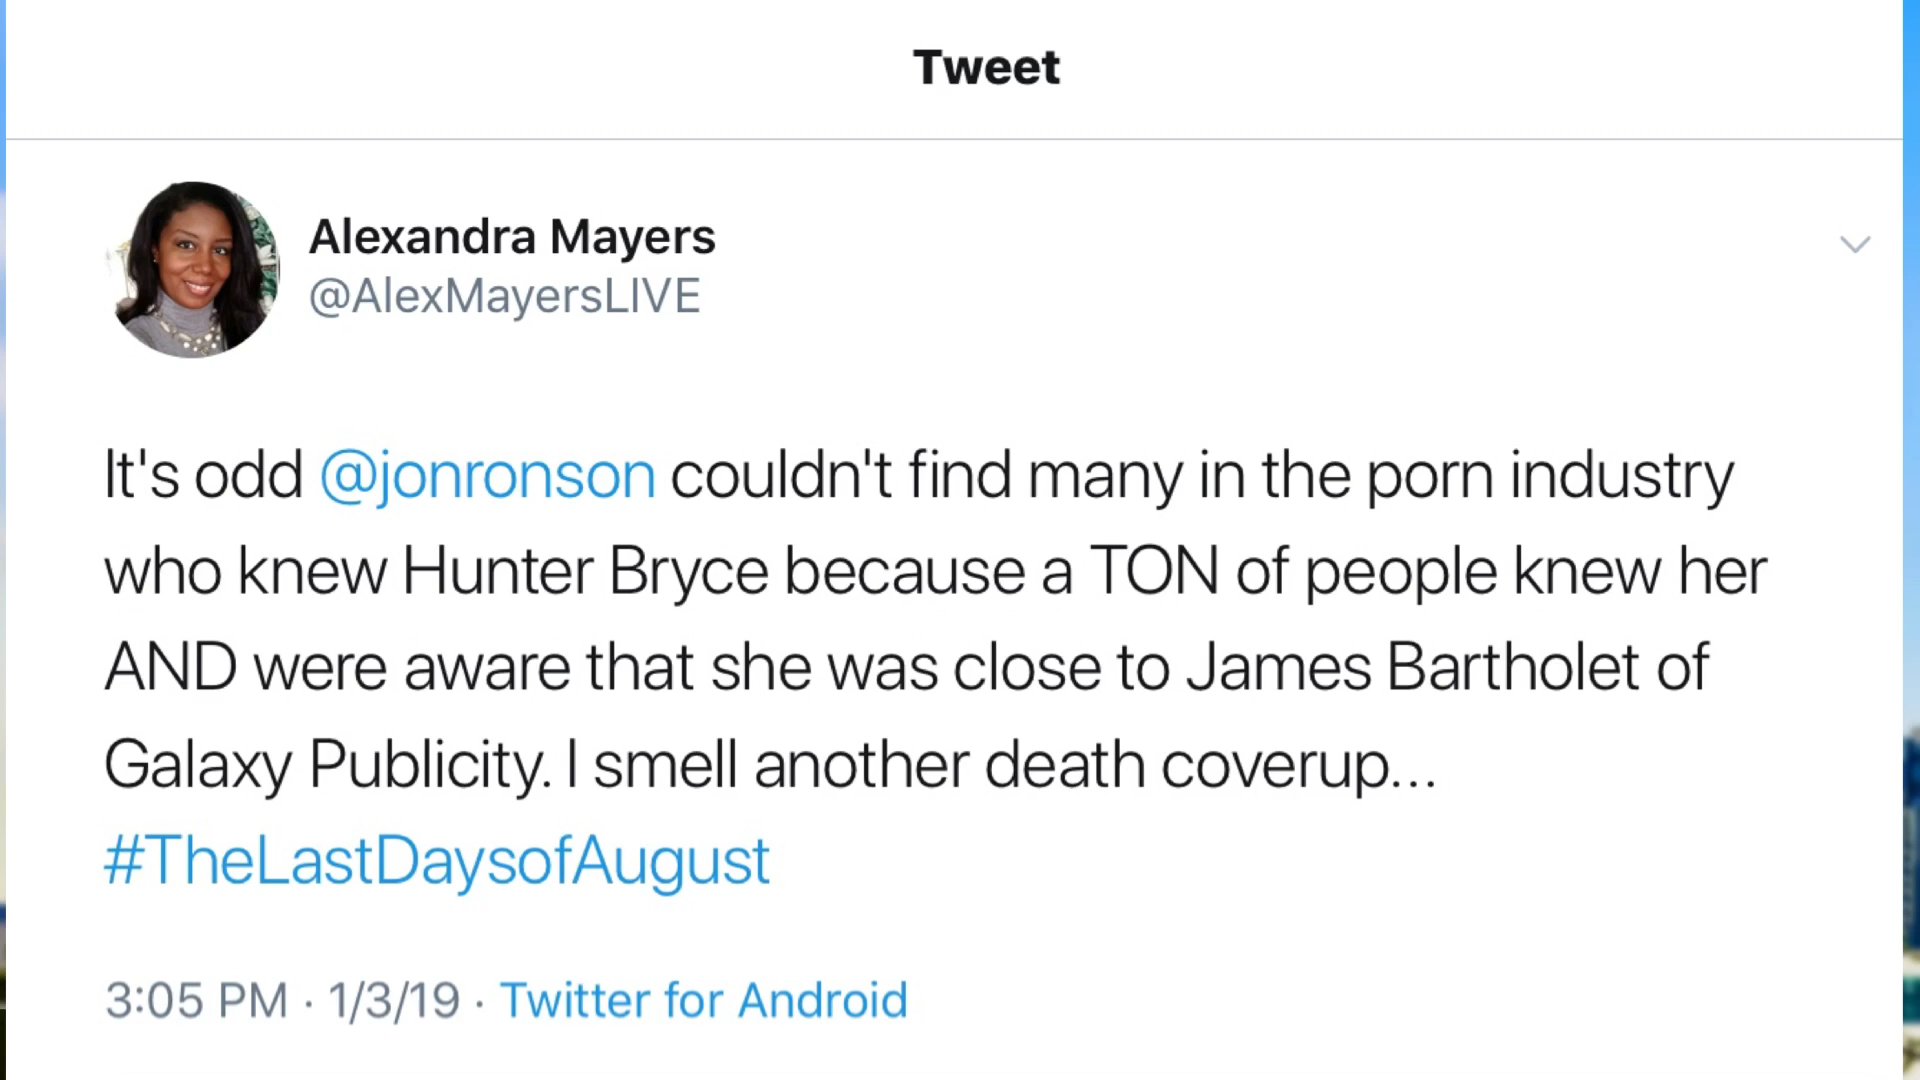 Tweet
Alexandra Mayers
@AlexMayersLIVE
It's odd @jonronson couldn't find many in the porn industry
who knew Hunter Bryce because a TON of people knew her
AND were aware that she was close to James Bartholet of
Galaxy Publicity. I smell another death coverup...
#TheLastDaysofAugust
3:05 PM · 1/3/19 · Twitter for Android